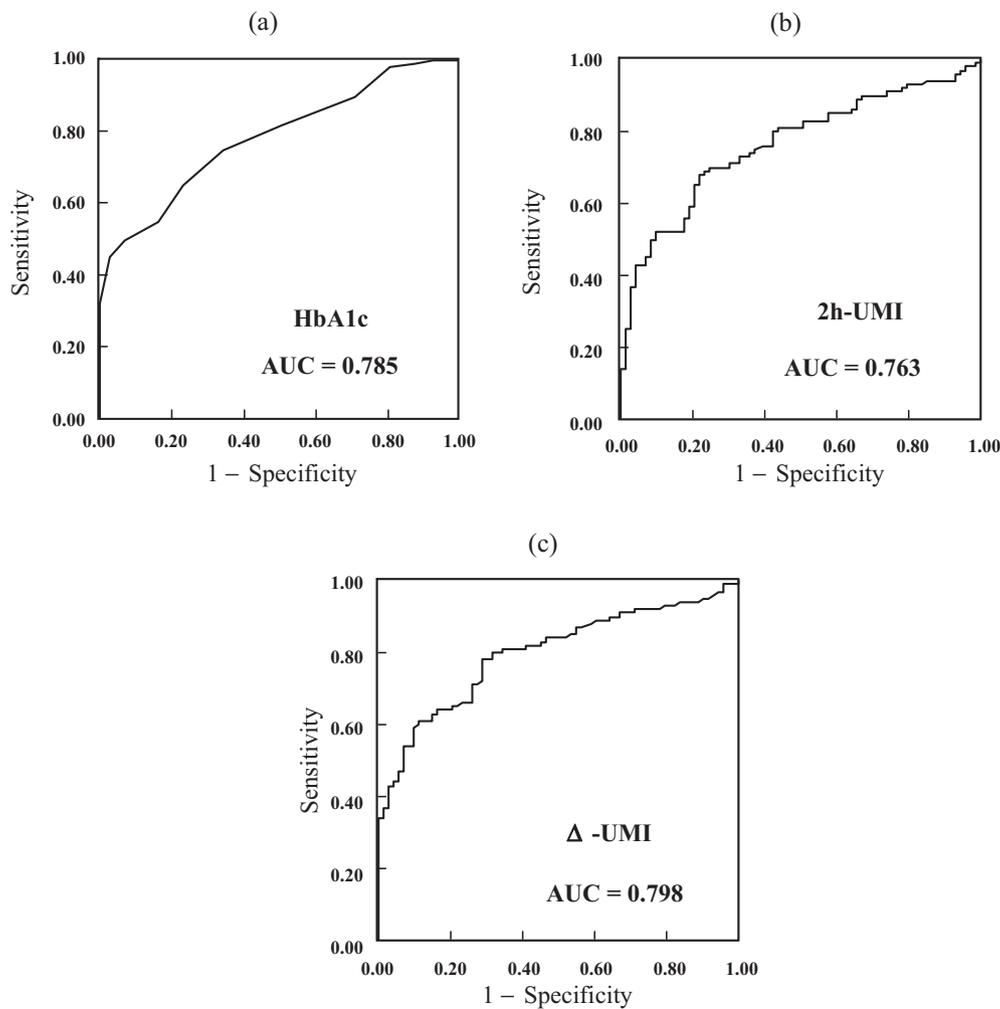 (a)
1.00
0.80
0.60
0.40
0.20
0.00
Sensitivity
HbA1c
AUC = 0.785
0.00 0.20 0.40 0.60 0.80 1.00
1 – Specificity
(b)
1.00
0.80
0.60
0.40
0.20
0.00
Sensitivity
2h-UMI
AUC = 0.763
0.00 0.20 0.40 0.60 0.80 1.00
1 – Specificity
(c)
1.00
0.80
0.60
0.40
0.20
0.00
Sensitivity
Δ -UMI
AUC = 0.798
0.00 0.20 0.40 0.60 0.80 1.00
1 – Specificity